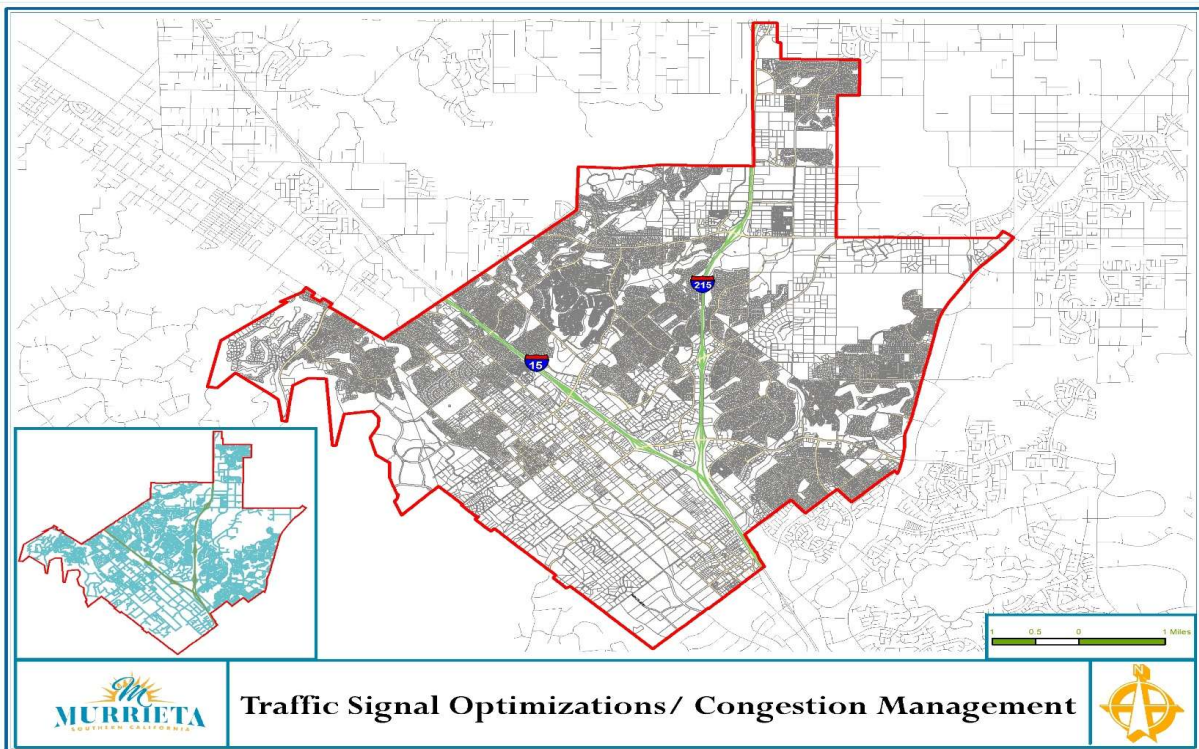 215
15
1 0.5 0 1 Miles
M
MURRIETA
SOUTHERN CALIFORNIA
Traffic Signal Optimizations/ Congestion Management
N